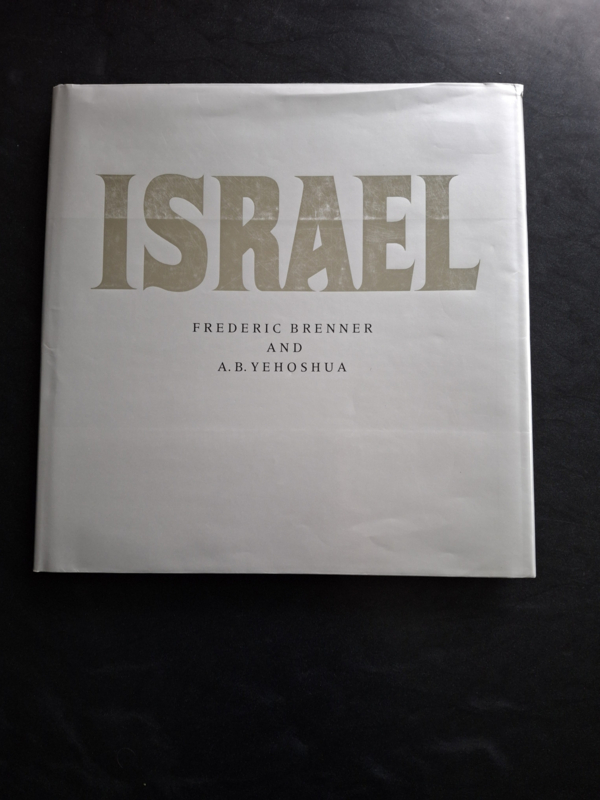 ISRAEL
FREDERIC BRENNER
AND
A.B.YEHOSHUA